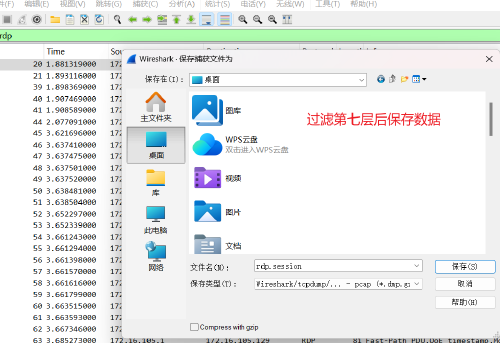 编辑(E) 视图(V) 跳转(G) 捕获(C) 分析(A) 统计(S) 电话(Y) 无线(W) 工具(T) 帮助(H)
rdp
Time
20 1.881319000 172
21 1.893116000
39 1.898369000
40 1.907469000
41 1.908589000
44 2.077091000
45 3.621696000
46 3.637410000
47 3.637475000
48 3.637501000
49 3.637520000
50 3.638481000
51 3.638504000
52 3.652297000
53 3.652339000
54 3.661243000
55 3.661294000
56 3.661398000
57 3.661570000
58 3.661616000
59 3.661799000
60 3.663515000
61 3.663593000
62 3.667346000
63 3.685273000 172.16.105.1 172.16.105.129 RDP 81 Fast-Path PDU
Wireshark · 保存捕获文件为
保存在(I): 桌面
主文件夹
桌面
库
此电脑
网络
图库
WPS云盘
双击进入WPS云盘
视频
图片
文档
过滤第七层后保存数据
文件名(N): rdp.session 保存(S)
保存类型(T): Wireshark/tcpdump/... - pcap (*.dmp.g 取消
帮助(H)
Compress with gzip